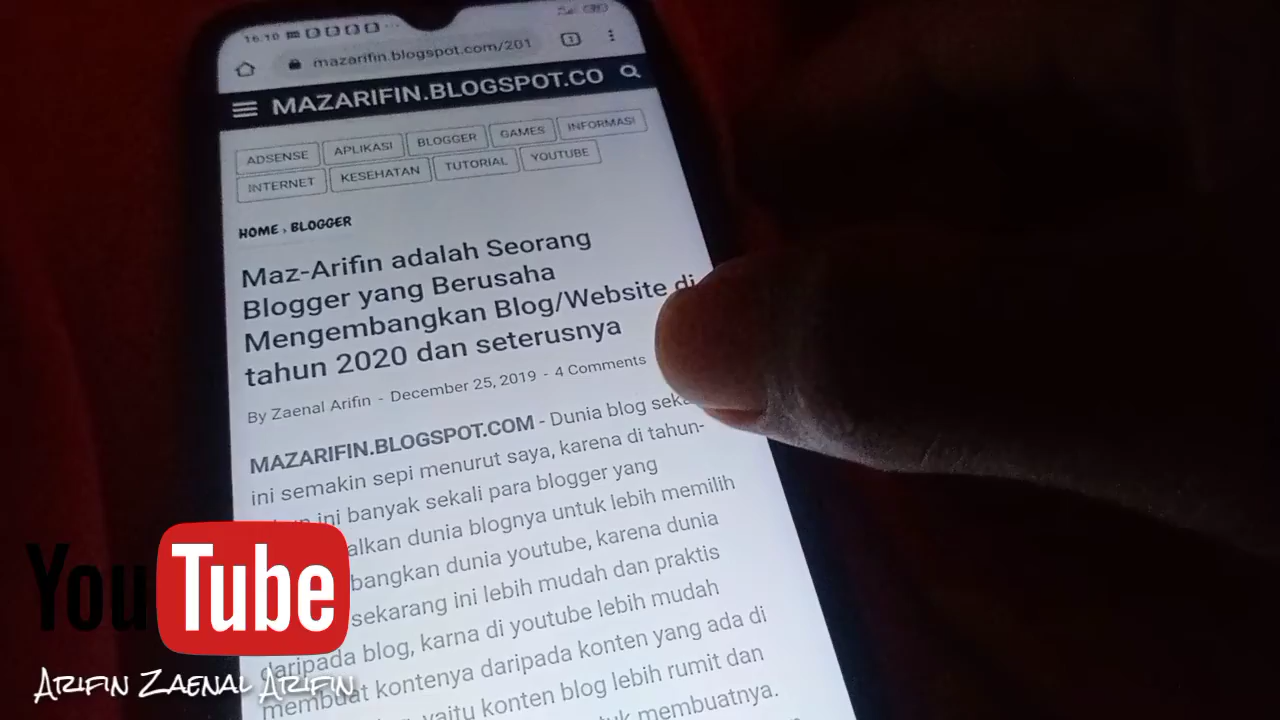 16.10
mazarifin.blogspot.com/201
MAZARIFIN.BLOGSPOT.CO
ADSENSE APLIKASI BLOGGER GAMES INFORMASI
INTERNET KESEHATAN TUTORIAL YOUTUBE
HOME › BLOGGER
Maz-Arifin adalah Seorang
Blogger yang Berusaha
Mengembangkan Blog/Website di
tahun 2020 dan seterusnya
By Zaenal Arifin - December 25, 2019 - 4 Comments
MAZARIFIN.BLOGSPOT.COM - Dunia blog seka
ini semakin sepi menurut saya, karena di tahun-
ini banyak sekali para blogger yang
alkan dunia blognya untuk lebih memilih
bangkan dunia youtube, karena dunia
sekarang ini lebih mudah dan praktis
daripada blog, karna di youtube lebih mudah
membuat kontenya daripada konten yang ada di
yaitu konten blog lebih rumit dan
uk membuatnya.
YouTube
Arifin Zaenal Arifin